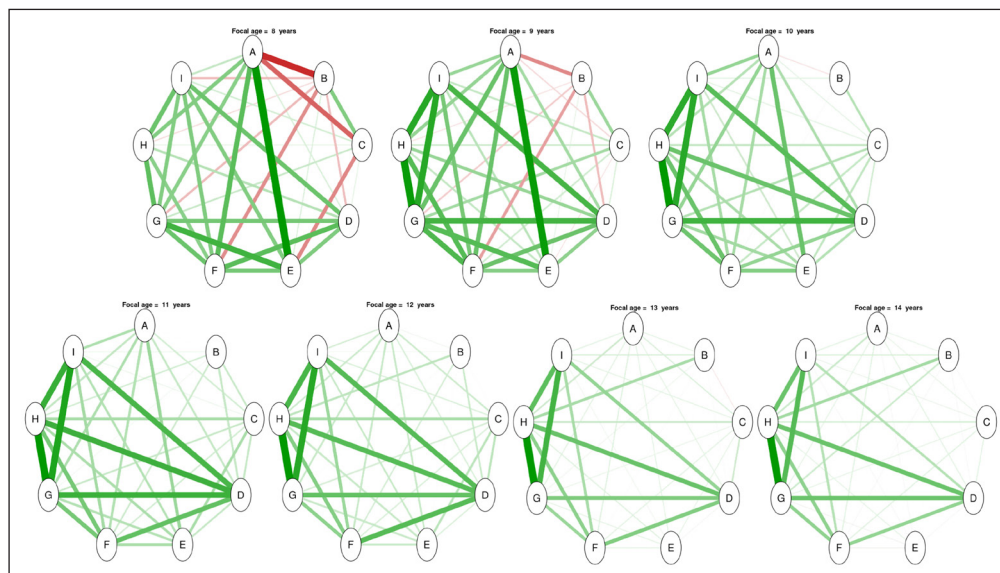 Focal age = 8 years
A
B
I
H
C
G
D
F
E
Focal age = 9 years
A
B
I
H
C
G
D
F
E
Focal age = 10 years
A
B
I
H
C
G
D
F
E
Focal age = 11 years
A
B
I
H
C
G
D
F
E
Focal age = 12 years
A
B
I
H
C
G
D
F
E
Focal age = 13 years
A
B
I
H
C
G
D
F
E
Focal age = 14 years
A
B
I
H
C
G
D
F
E